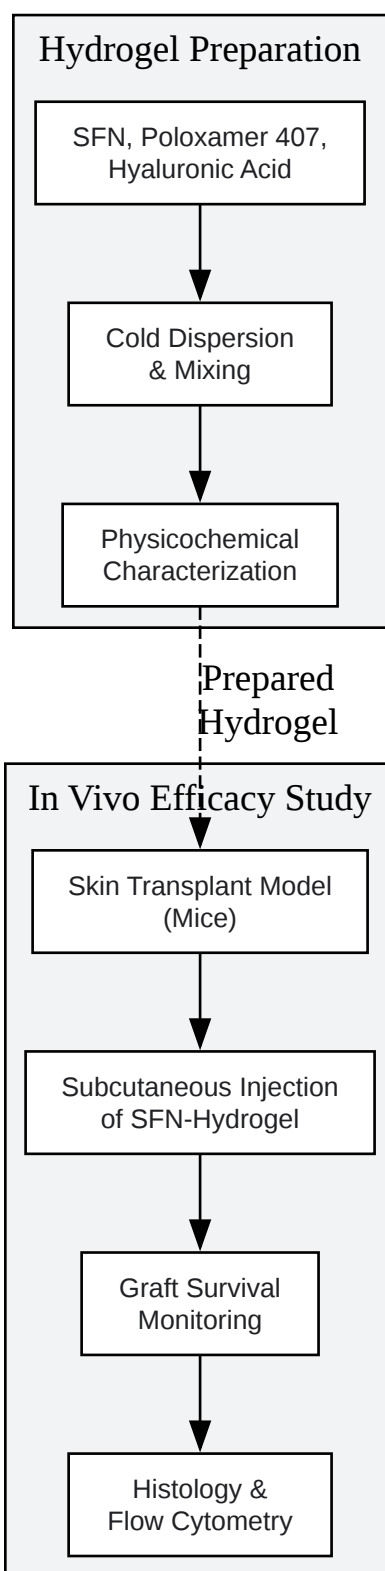 Hydrogel Preparation
SFN, Poloxamer 407,
Hyaluronic Acid
Cold Dispersion
& Mixing
Physicochemical
Characterization
Prepared
Hydrogel
In Vivo Efficacy Study
Skin Transplant Model
(Mice)
Subcutaneous Injection
of SFN-Hydrogel
Graft Survival
Monitoring
Histology &
Flow Cytometry